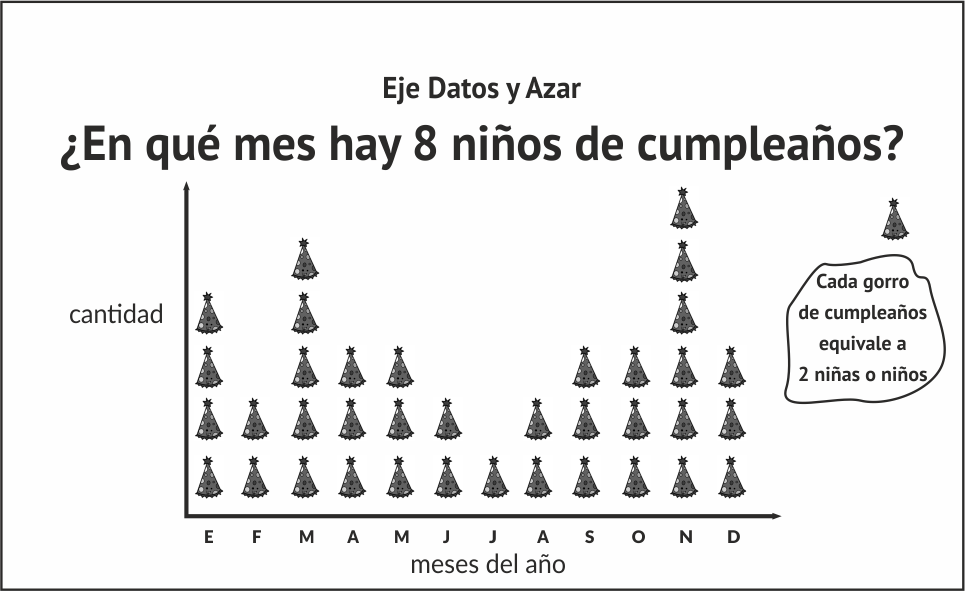 Eje Datos y Azar
¿En qué mes hay 8 niños de cumpleaños?
cantidad
Cada gorro
de cumpleaños
equivale a
2 niñas o niños
E F M A M J J A S O N D
meses del año